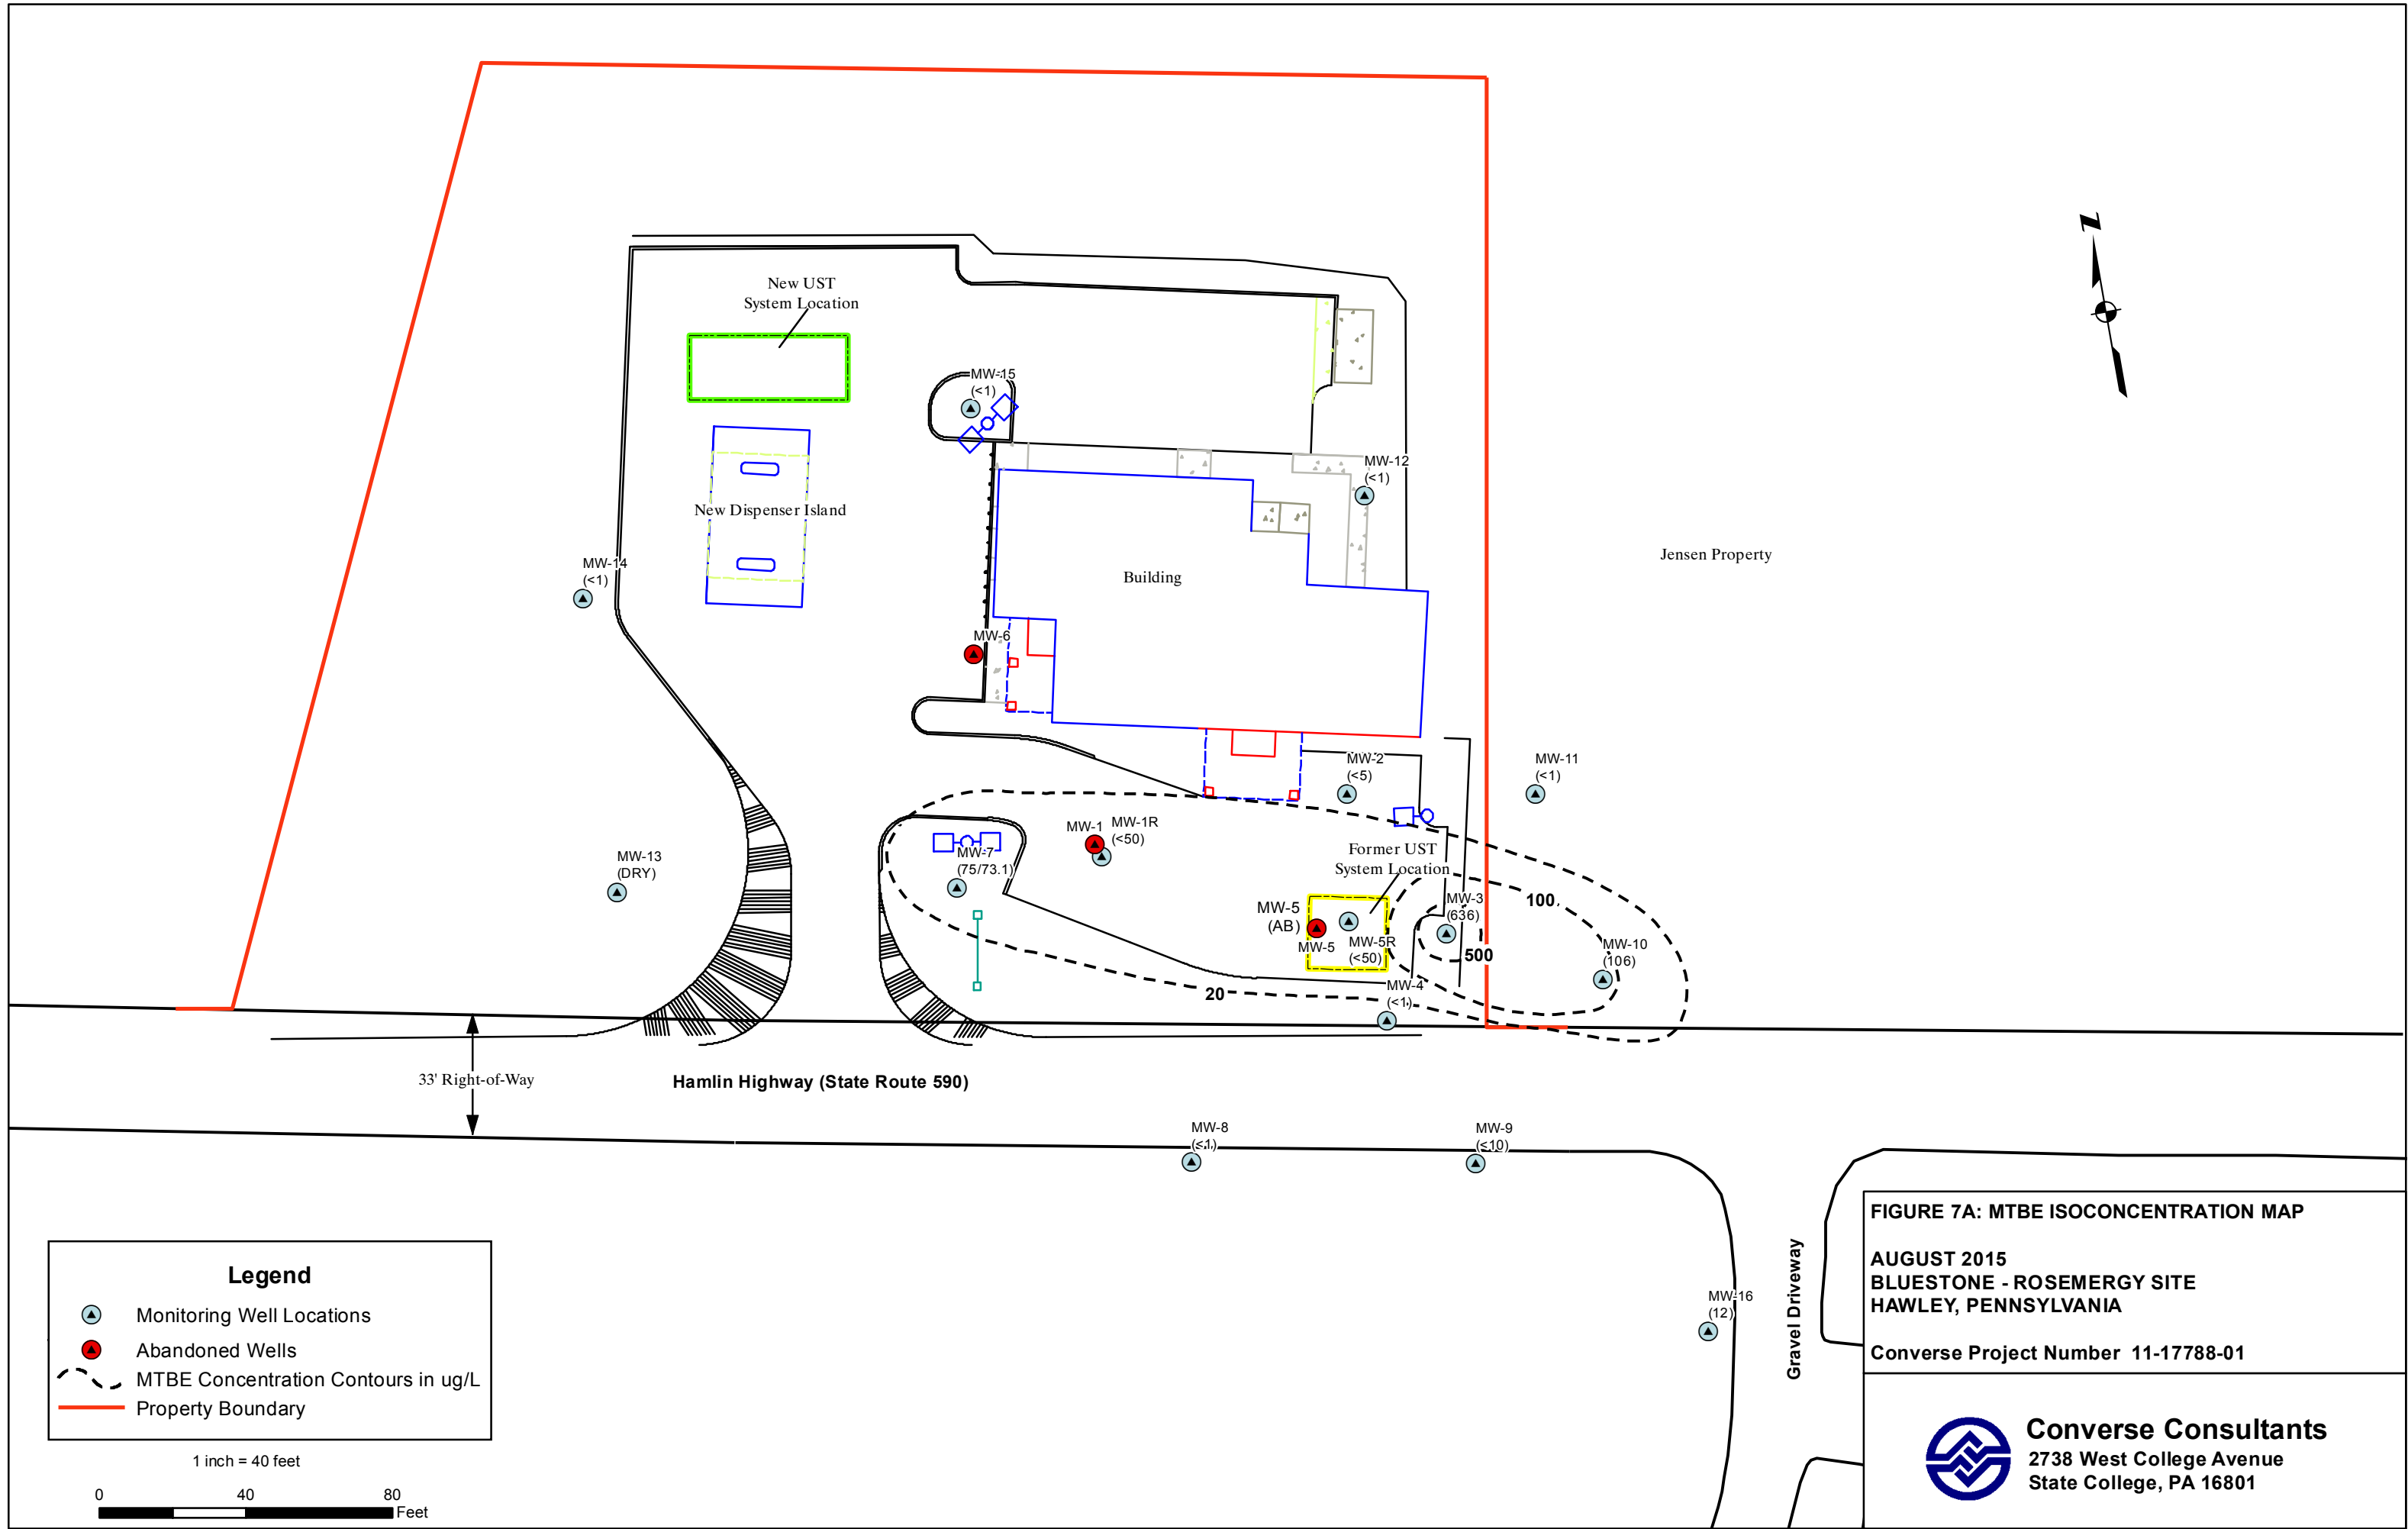 N
New UST
System Location
MW-15
(<1)
MW-12
(<1)
New Dispenser Island
Jensen Property
MW-14
(<1)
Building
MW-6
MW-2
(<5)
MW-11
(<1)
MW-1
MW-1R
(<50)
MW-7
(75/73.1)
Former UST
System Location
MW-13
(DRY)
100
MW-3
(636)
MW-5
(AB)
MW-5
MW-5R
(<50)
500
MW-10
(106)
20
MW-4
(<1)
33' Right-of-Way
Hamlin Highway (State Route 590)
MW-8
(<1)
MW-9
(<10)
MW-16
(12)
Gravel Driveway
Legend
Monitoring Well Locations
Abandoned Wells
MTBE Concentration Contours in ug/L
Property Boundary
1 inch = 40 feet
0 40 80
Feet
FIGURE 7A: MTBE ISOCONCENTRATION MAP
AUGUST 2015
BLUESTONE - ROSEMERGY SITE
HAWLEY, PENNSYLVANIA
Converse Project Number 11-17788-01
Converse Consultants
2738 West College Avenue
State College, PA 16801